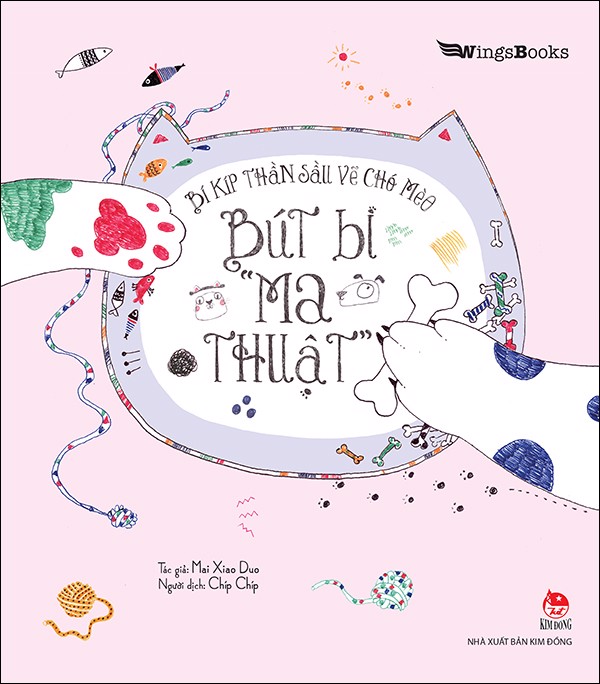 WingsBooks
BÍ KÍP THẦN SẦU VẼ CHÓ MÈO
BÚT BI
"MA
THUẬT"
Tác giả: Mai Xiao Duo
Người dịch: Chíp Chíp
KIM ĐỒNG
NHÀ XUẤT BẢN KIM ĐỒNG